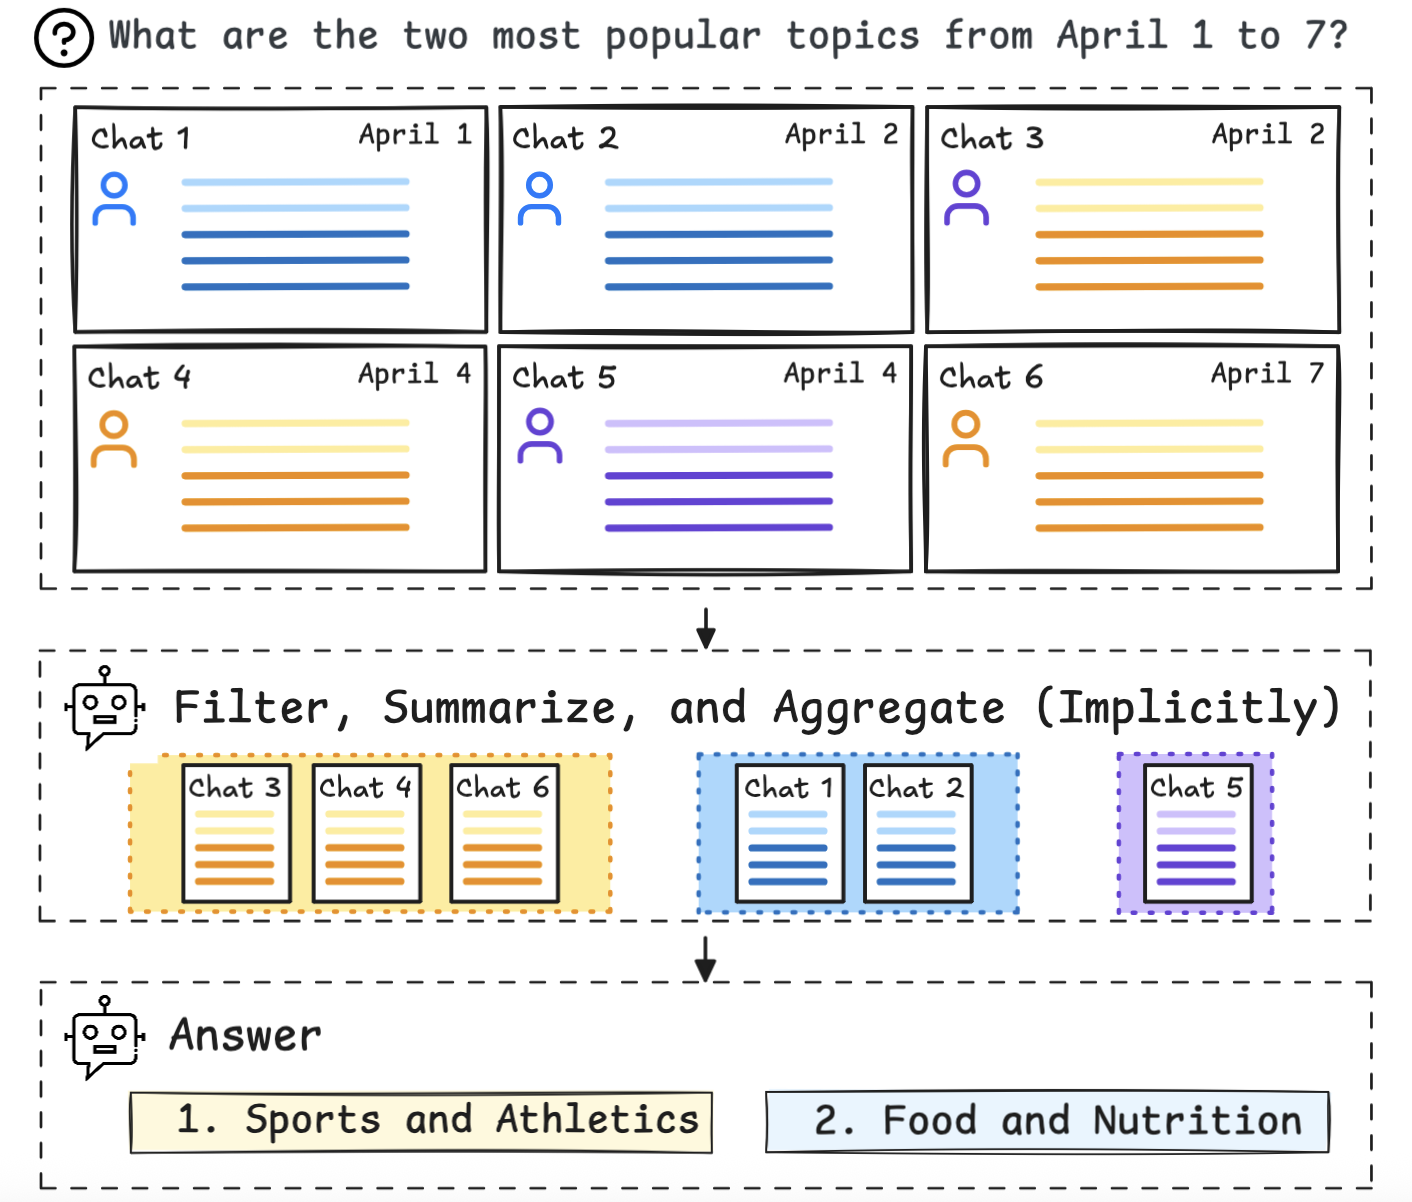 What are the two most popular topics from April 1 to 7?
Chat 1 April 1
Chat 2 April 2
Chat 3 April 2
Chat 4 April 4
Chat 5 April 4
Chat 6 April 7
Filter, Summarize, and Aggregate (Implicitly)
Chat 3
Chat 4
Chat 6
Chat 1
Chat 2
Chat 5
Answer
1. Sports and Athletics
2. Food and Nutrition